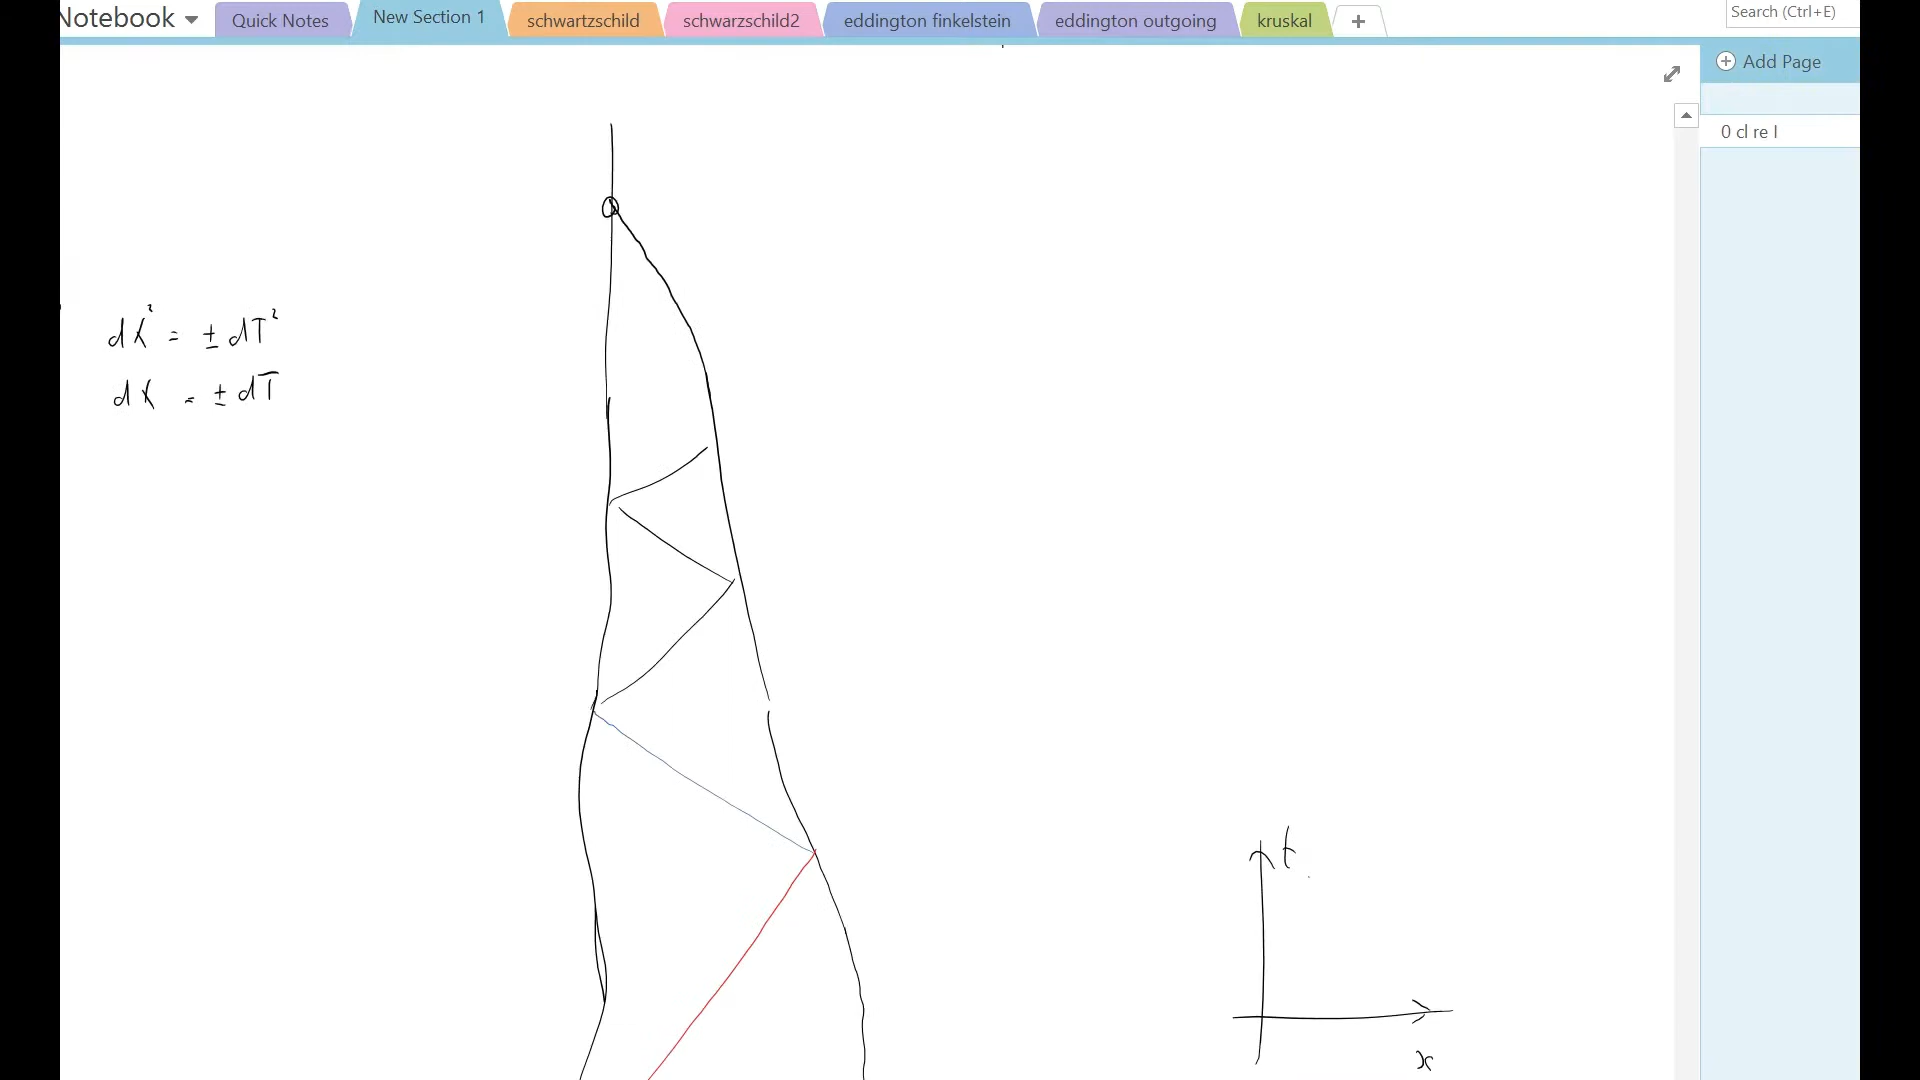 Notebook
Quick Notes
New Section 1
schwartzschild
schwarzschild2
eddington finkelstein
eddington outgoing
kruskal
Search (Ctrl+E)
Add Page
0 cl re l
dX² = ± dT²
dX = ± dT
t
x